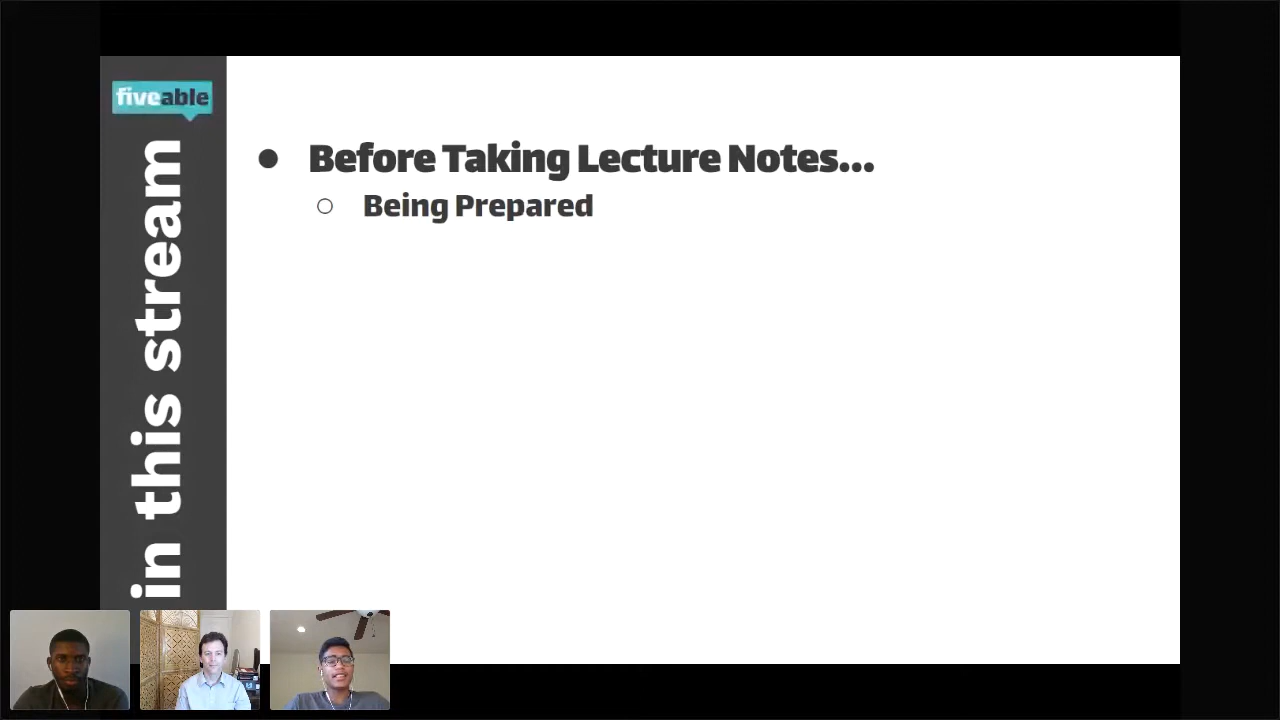 fiveable
in this stream
● Before Taking Lecture Notes...
○ Being Prepared